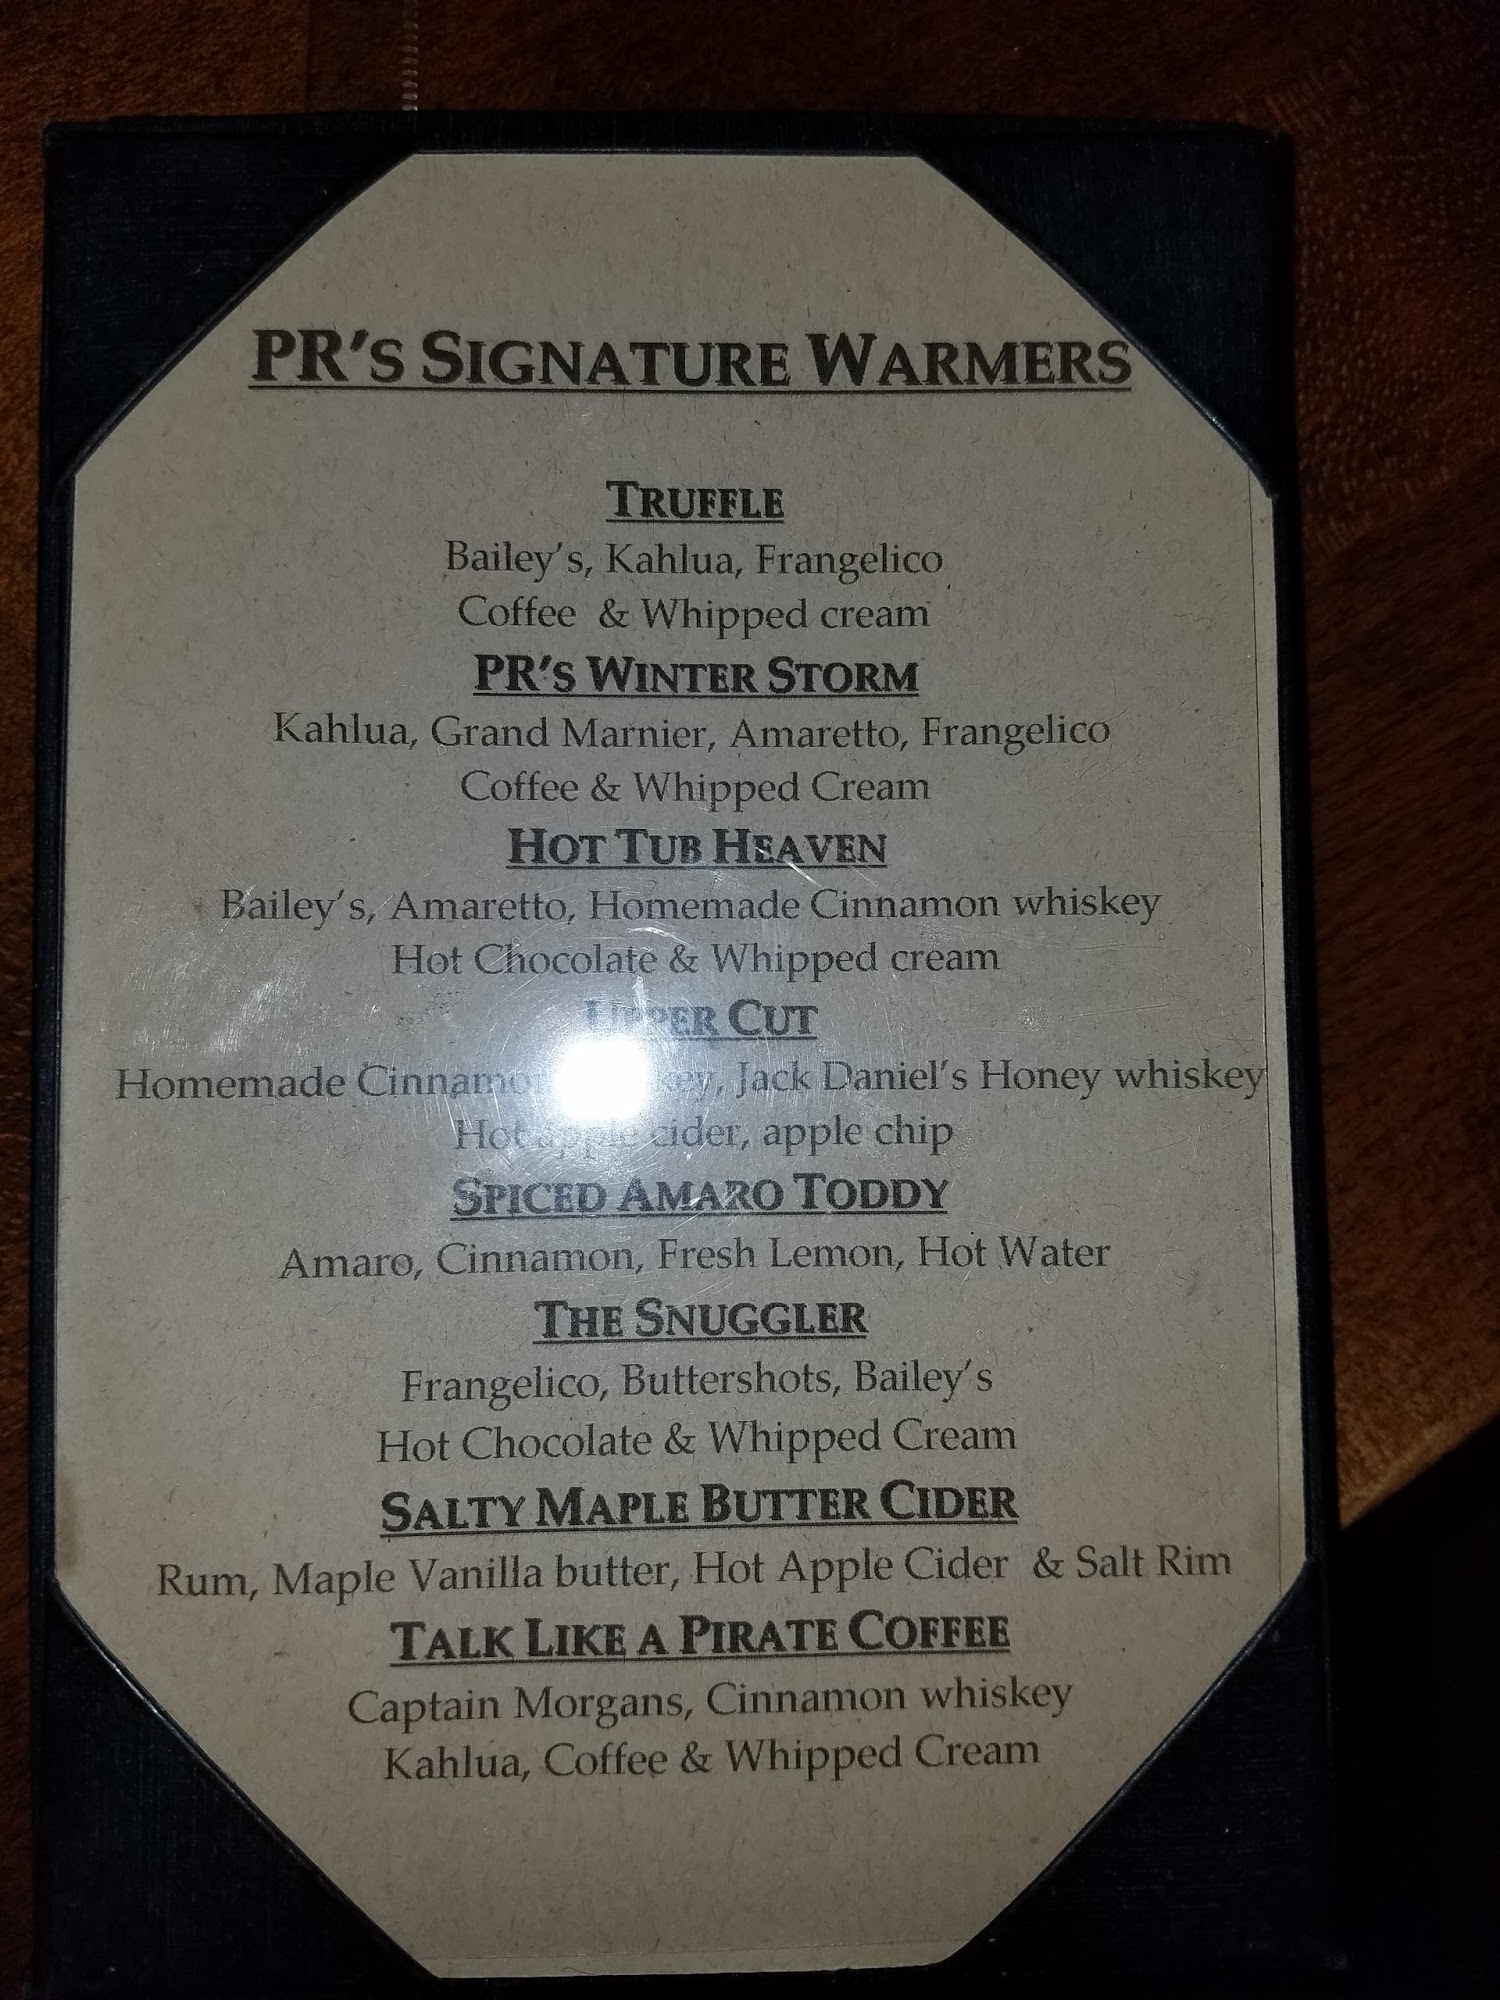 PR's Signature Warmers
Truffle
Bailey's, Kahlua, Frangelico
Coffee & Whipped cream
PR's Winter Storm
Kahlua, Grand Marnier, Amaretto, Frangelico
Coffee & Whipped Cream
Hot Tub Heaven
Bailey's, Amaretto, Homemade Cinnamon whiskey
Hot Chocolate & Whipped cream
Upper Cut
Homemade Cinnamon whiskey, Jack Daniel's Honey whiskey
Hot apple cider, apple chip
Spiced Amaro Toddy
Amaro, Cinnamon, Fresh Lemon, Hot Water
The Snuggler
Frangelico, Buttershots, Bailey's
Hot Chocolate & Whipped Cream
Salty Maple Butter Cider
Rum, Maple Vanilla butter, Hot Apple Cider & Salt Rim
Talk Like a Pirate Coffee
Captain Morgans, Cinnamon whiskey
Kahlua, Coffee & Whipped Cream